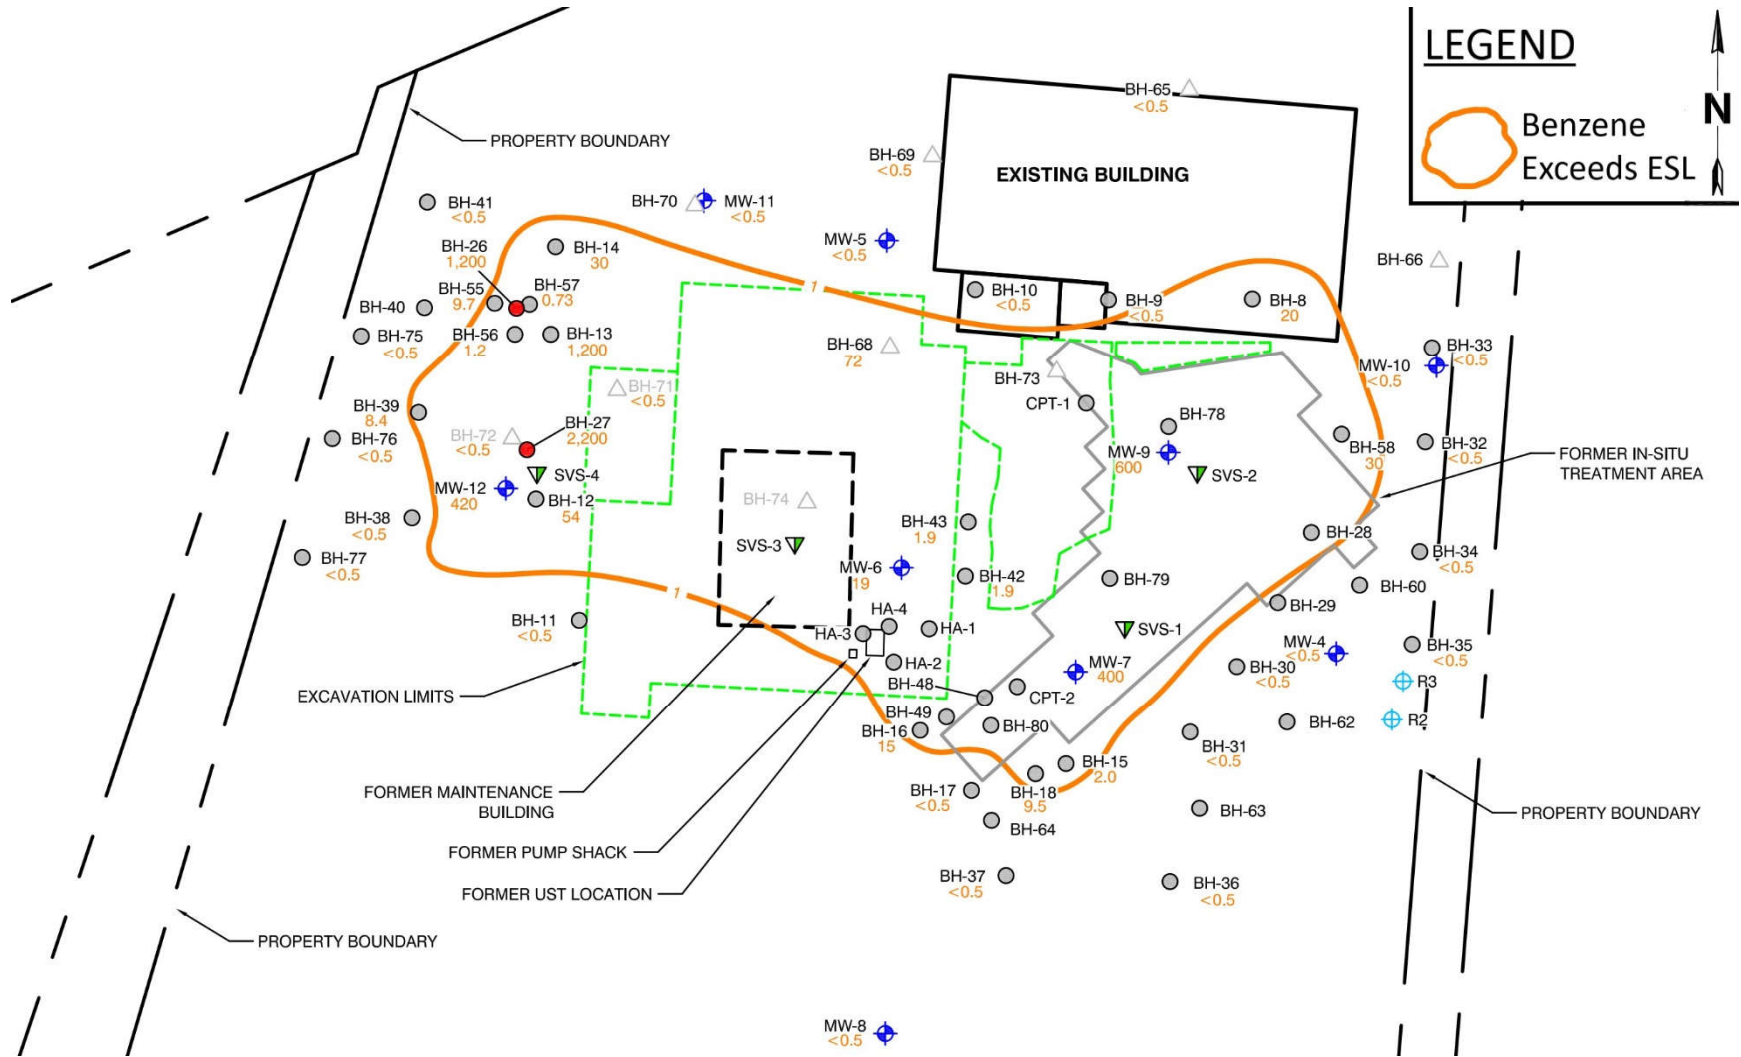 LEGEND
N
Benzene
Exceeds ESL
BH-65
<0.5
PROPERTY BOUNDARY
BH-69
<0.5
EXISTING BUILDING
BH-41
<0.5
BH-70
MW-11
<0.5
BH-26
1,200
BH-14
30
MW-5
<0.5
BH-66
BH-55
9.7
BH-57
0.73
1
BH-10
<0.5
BH-9
<0.5
BH-8
20
BH-40
BH-75
<0.5
BH-56
1.2
BH-13
1,200
BH-68
72
BH-33
<0.5
MW-10
<0.5
BH-73
BH-71
<0.5
CPT-1
BH-39
8.4
BH-27
2,200
BH-78
BH-76
<0.5
BH-72
<0.5
MW-9
600
BH-58
30
BH-32
<0.5
FORMER IN-SITU
TREATMENT AREA
SVS-4
SVS-2
MW-12
420
BH-12
54
BH-74
BH-38
<0.5
BH-43
1.9
BH-28
SVS-3
BH-77
<0.5
MW-6
19
BH-42
1.9
BH-79
BH-34
<0.5
BH-60
1
BH-29
BH-11
<0.5
HA-4
HA-3
HA-1
SVS-1
HA-2
MW-4
<0.5
BH-35
<0.5
MW-7
400
BH-30
<0.5
R3
EXCAVATION LIMITS
BH-48
CPT-2
BH-49
BH-16
15
BH-80
BH-62
R2
BH-31
<0.5
BH-15
2.0
BH-17
<0.5
BH-18
9.5
FORMER MAINTENANCE
BUILDING
BH-63
PROPERTY BOUNDARY
BH-64
FORMER PUMP SHACK
BH-37
<0.5
BH-36
<0.5
FORMER UST LOCATION
PROPERTY BOUNDARY
MW-8
<0.5